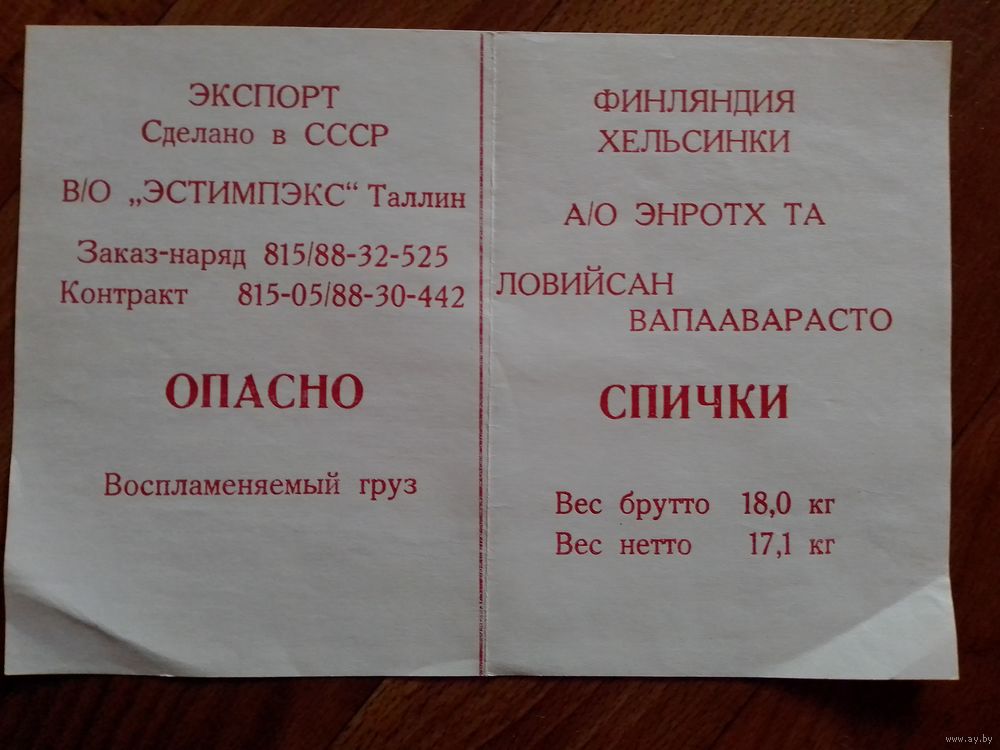 ЭКСПОРТ
Сделано в СССР
В/О „ЭСТИМПЭКС“ Таллин
Заказ-наряд 815/88-32-525
Контракт 815-05/88-30-442
ОПАСНО
Воспламеняемый груз
ФИНЛЯНДИЯ
ХЕЛЬСИНКИ
А/О ЭНРОТХ ТА
ЛОВИЙСАН
ВАПААВАРАСТО
СПИЧКИ
Вес брутто 18,0 кг
Вес нетто 17,1 кг
www.ay.by